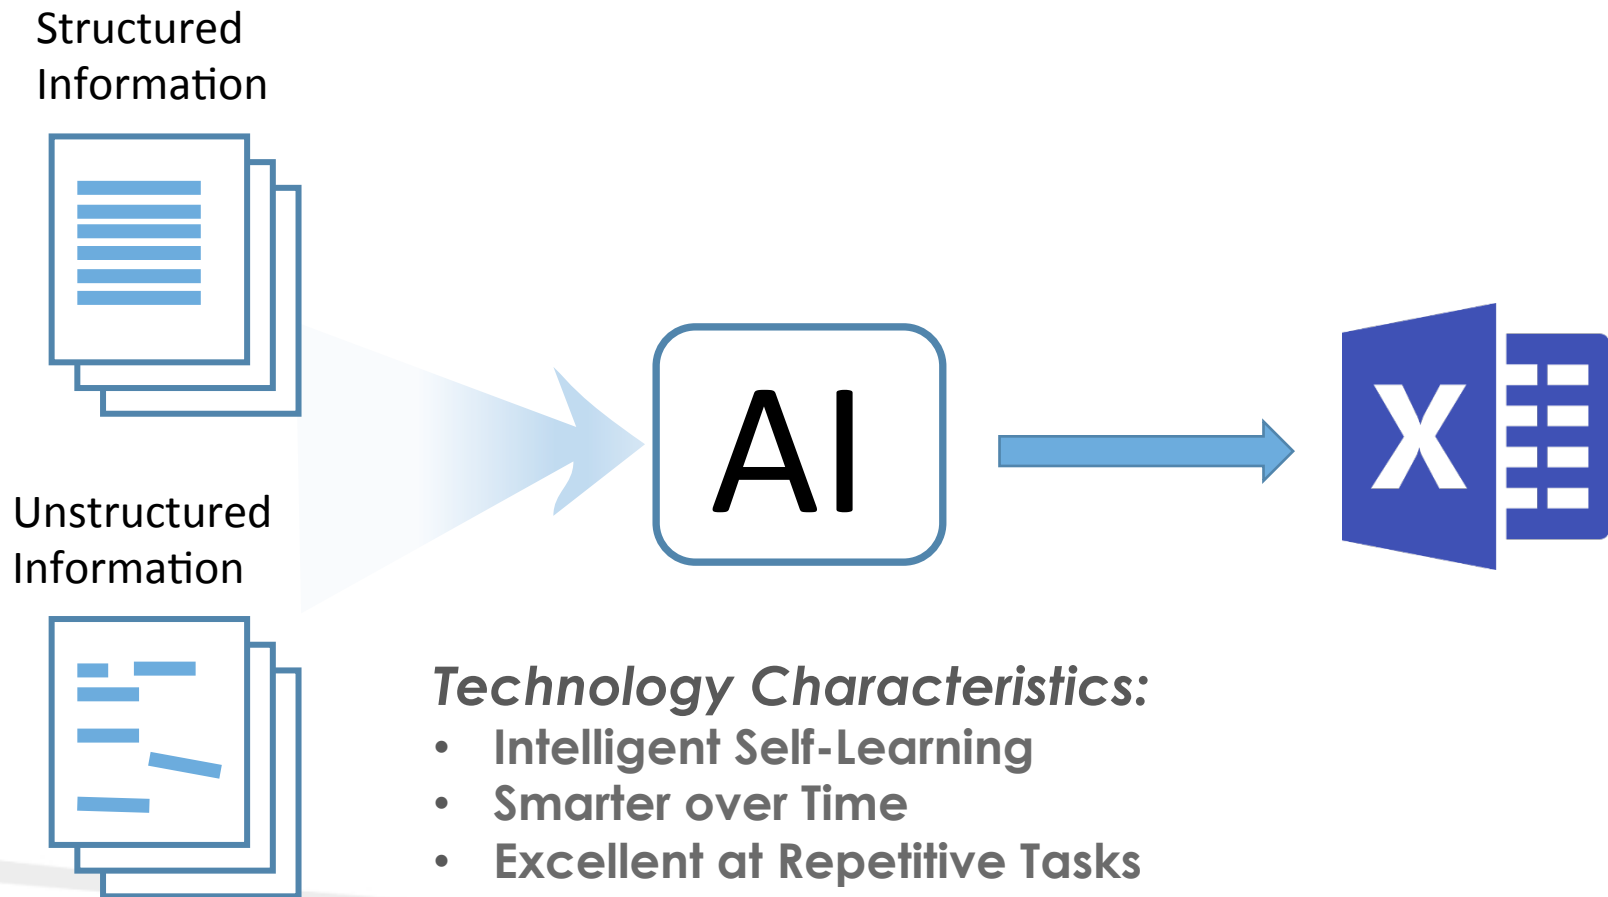 Structured
Information
Unstructured
Information
AI
X
Technology Characteristics:
• Intelligent Self-Learning
• Smarter over Time
• Excellent at Repetitive Tasks